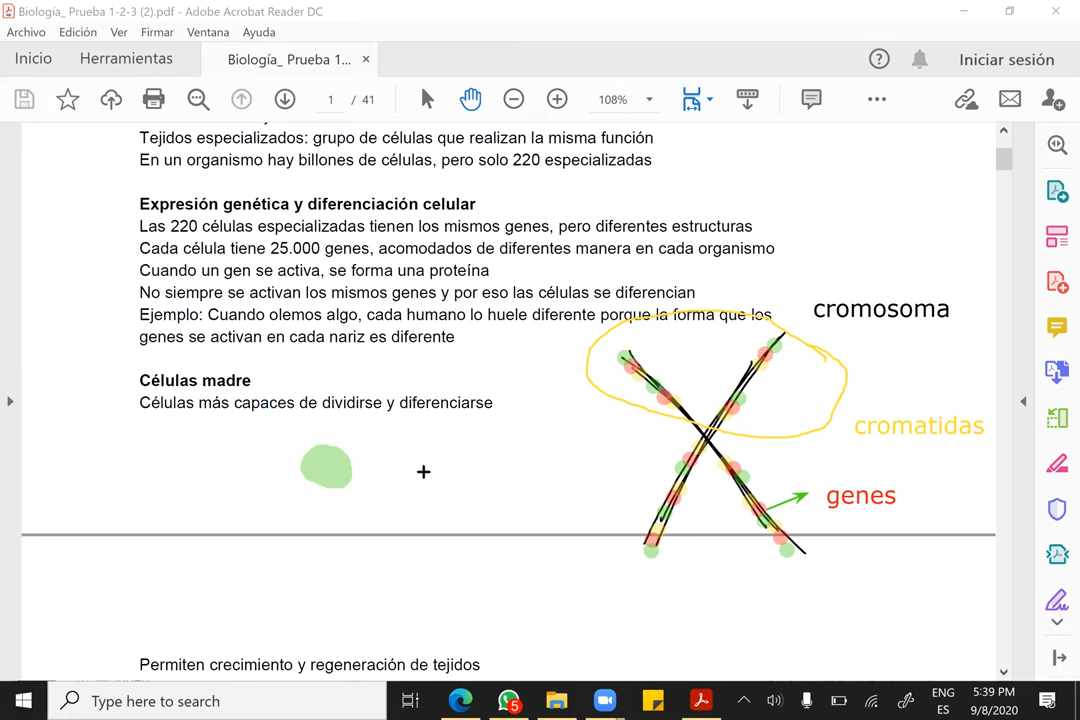 Biología_ Prueba 1-2-3 (2).pdf - Adobe Acrobat Reader DC
Archivo Edición Ver Firmar Ventana Ayuda
Inicio Herramientas Biología_ Prueba 1... × Iniciar sesión
1 / 41 108%
Tejidos especializados: grupo de células que realizan la misma función
En un organismo hay billones de células, pero solo 220 especializadas
Expresión genética y diferenciación celular
Las 220 células especializadas tienen los mismos genes, pero diferentes estructuras
Cada célula tiene 25.000 genes, acomodados de diferentes manera en cada organismo
Cuando un gen se activa, se forma una proteína
No siempre se activan los mismos genes y por eso las células se diferencian
Ejemplo: Cuando olemos algo, cada humano lo huele diferente porque la forma que los
genes se activan en cada nariz es diferente
cromosoma
Células madre
Células más capaces de dividirse y diferenciarse
cromatidas
genes
Permiten crecimiento y regeneración de tejidos
Type here to search
5
ENG
ES
5:39 PM
9/8/2020